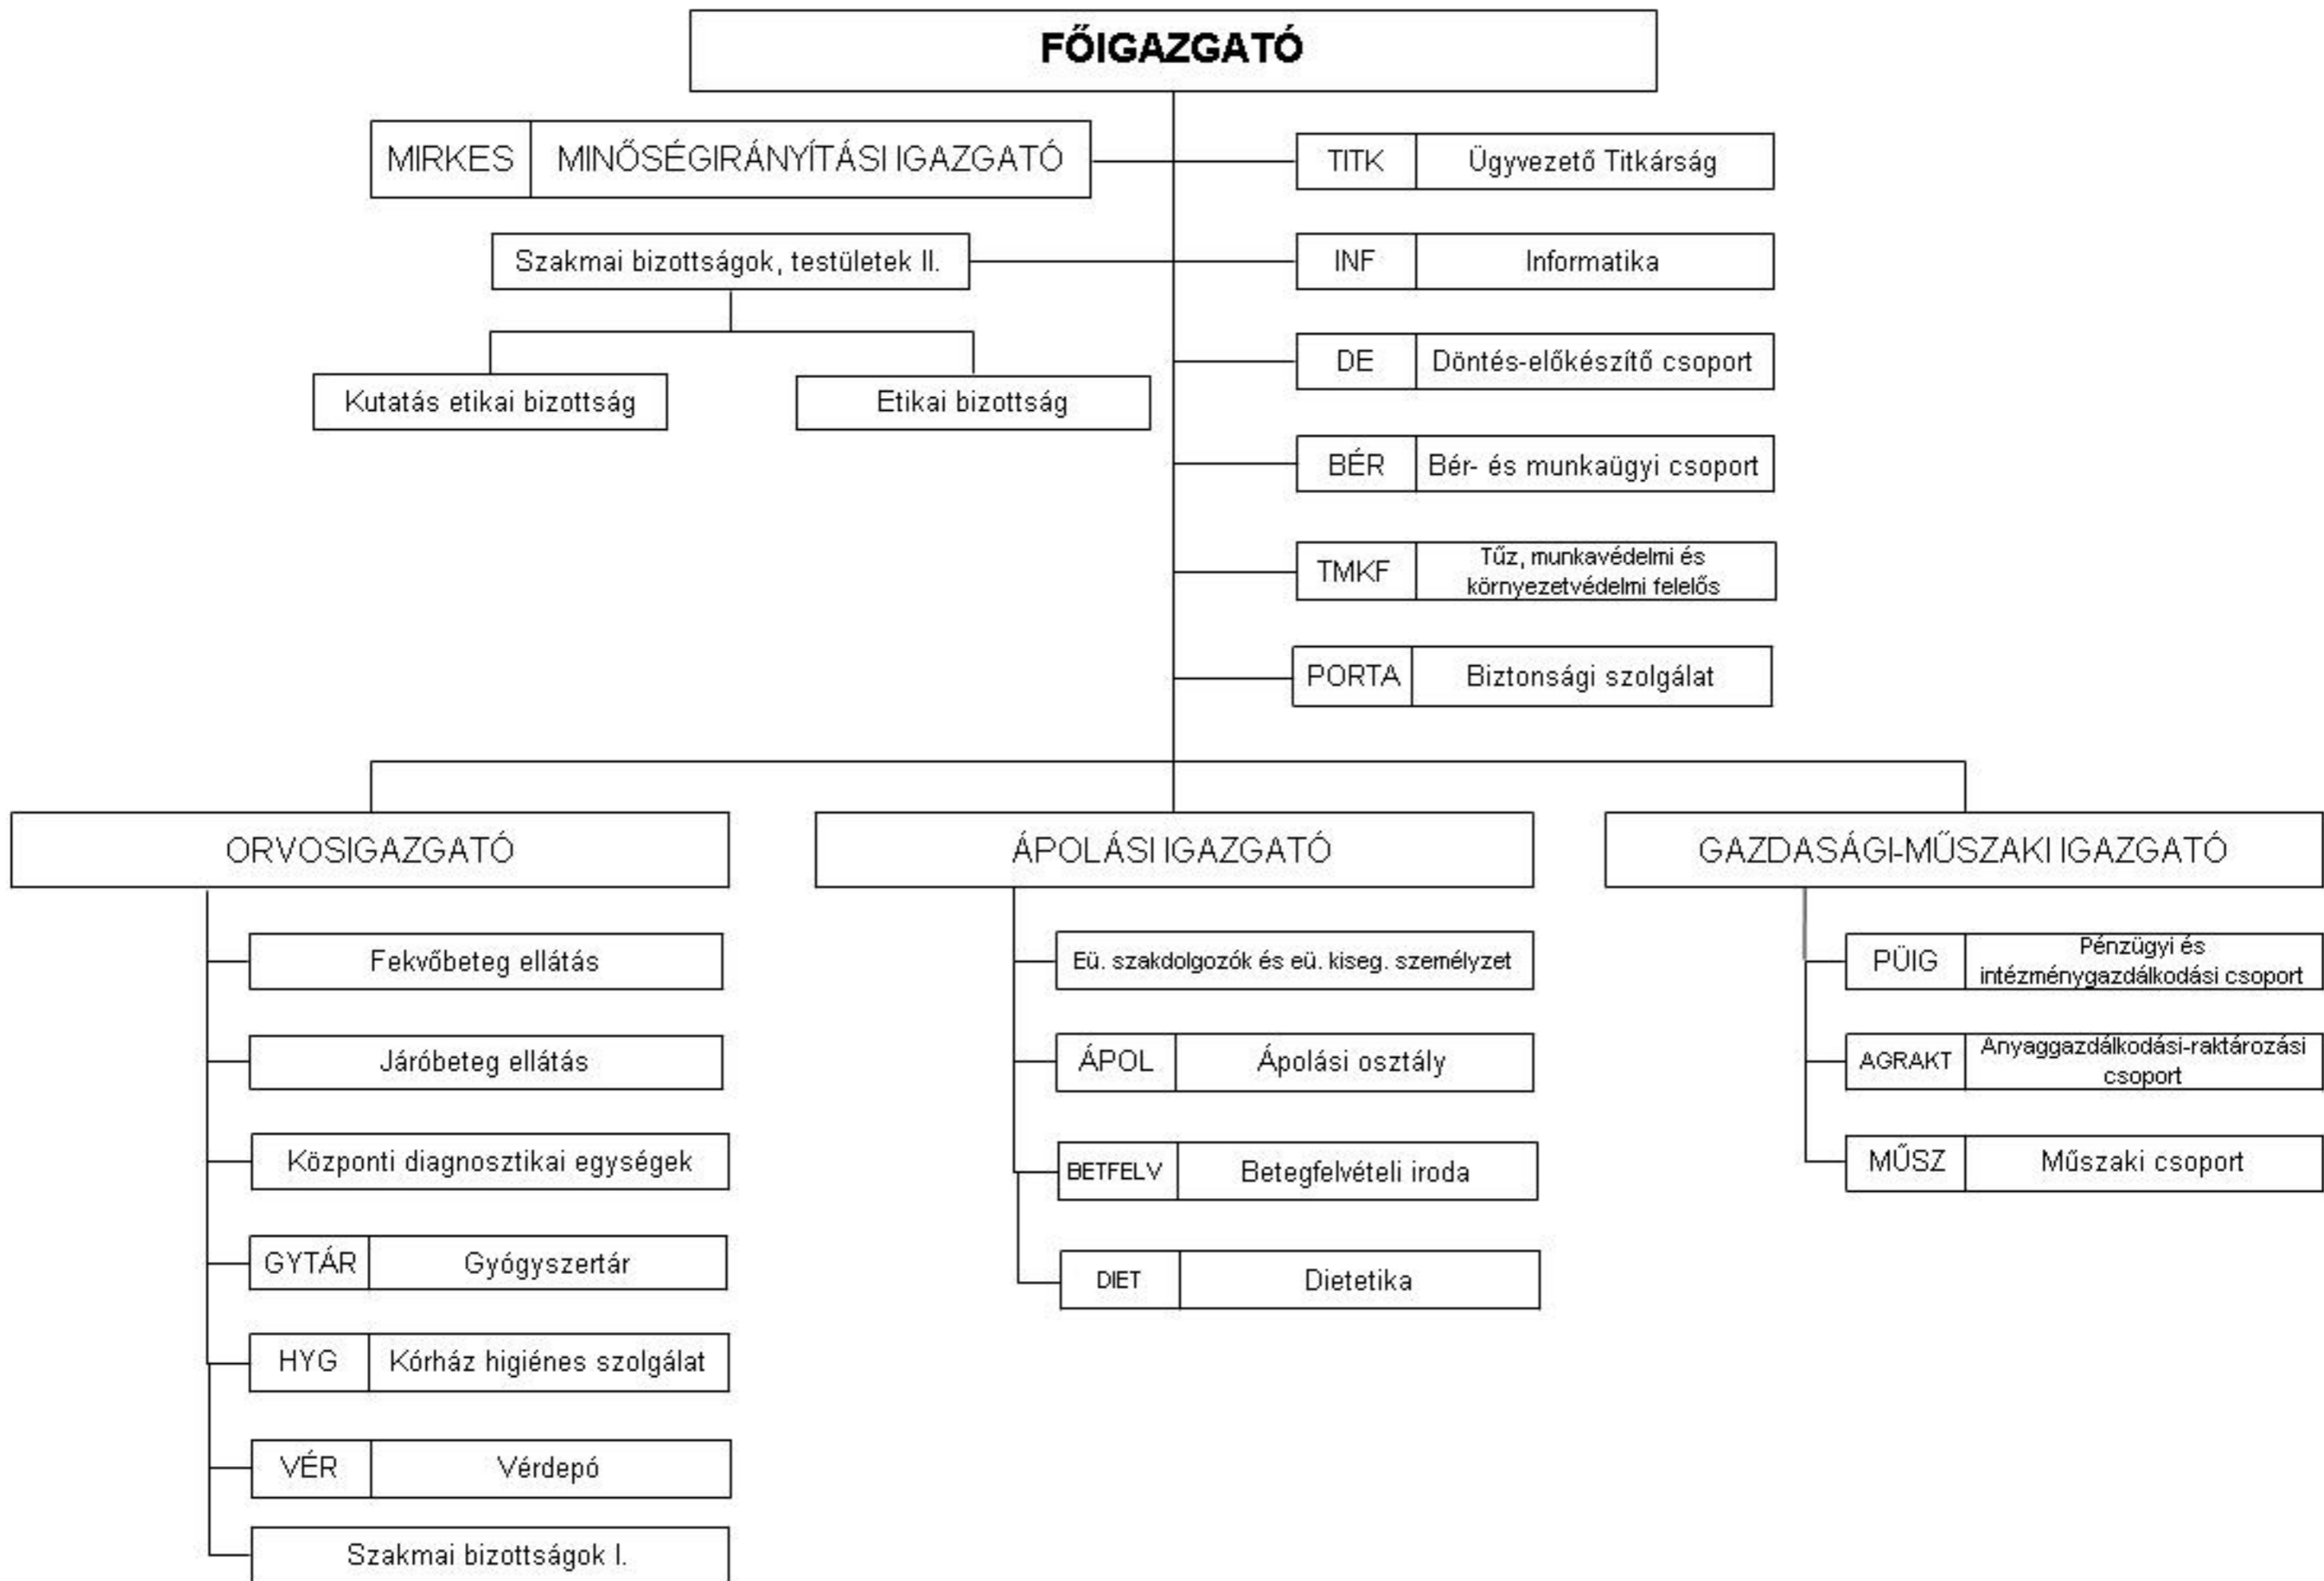 FŐIGAZGATÓ
MIRKES MINŐSÉGIRÁNYÍTÁSI IGAZGATÓ
TITK Ügyvezető Titkárság
Szakmai bizottságok, testületek II.
INF Informatika
Kutatás etikai bizottság
Etikai bizottság
DE Döntés-előkészítő csoport
BÉR Bér- és munkaügyi csoport
TMKF Tűz, munkavédelmi és
környezetvédelmi felelős
PORTA Biztonsági szolgálat
ORVOSIGAZGATÓ
Fekvőbeteg ellátás
Járóbeteg ellátás
Központi diagnosztikai egységek
GYTÁR Gyógyszertár
HYG Kórház higiénes szolgálat
VÉR Vérdepó
Szakmai bizottságok I.
ÁPOLÁSI IGAZGATÓ
Eü. szakdolgozók és eü. kiseg. személyzet
ÁPOL Ápolási osztály
BETFELV Betegfelvételi iroda
DIET Dietetika
GAZDASÁGI-MŰSZAKI IGAZGATÓ
PÜIG Pénzügyi és
intézménygazdálkodási csoport
AGRAKT Anyaggazdálkodási-raktározási
csoport
MŰSZ Műszaki csoport